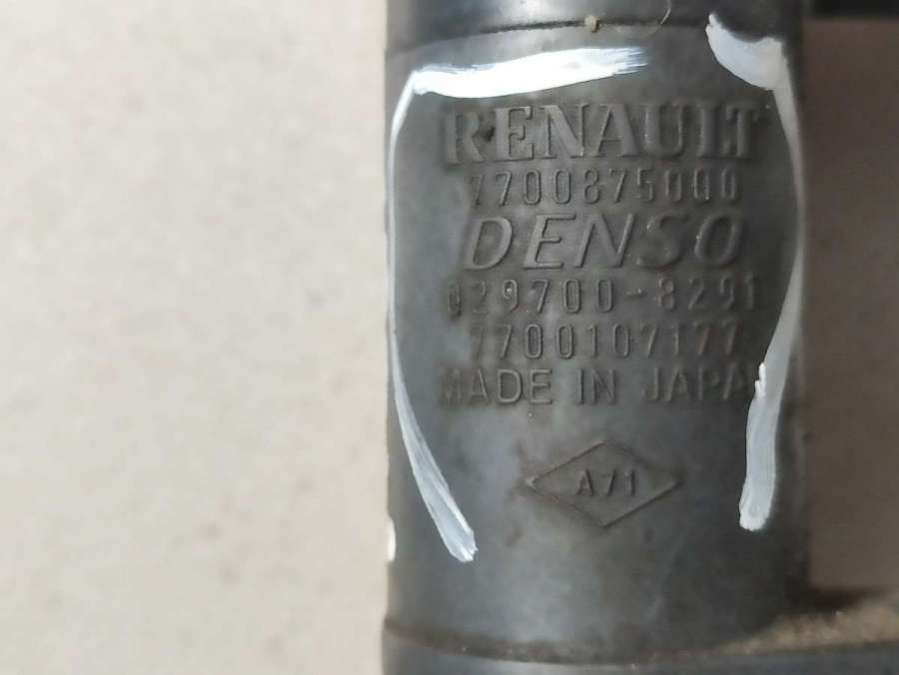 RENAULT
7700875000
DENSO
029700-8291
7700107177
MADE IN JAPAN
A71